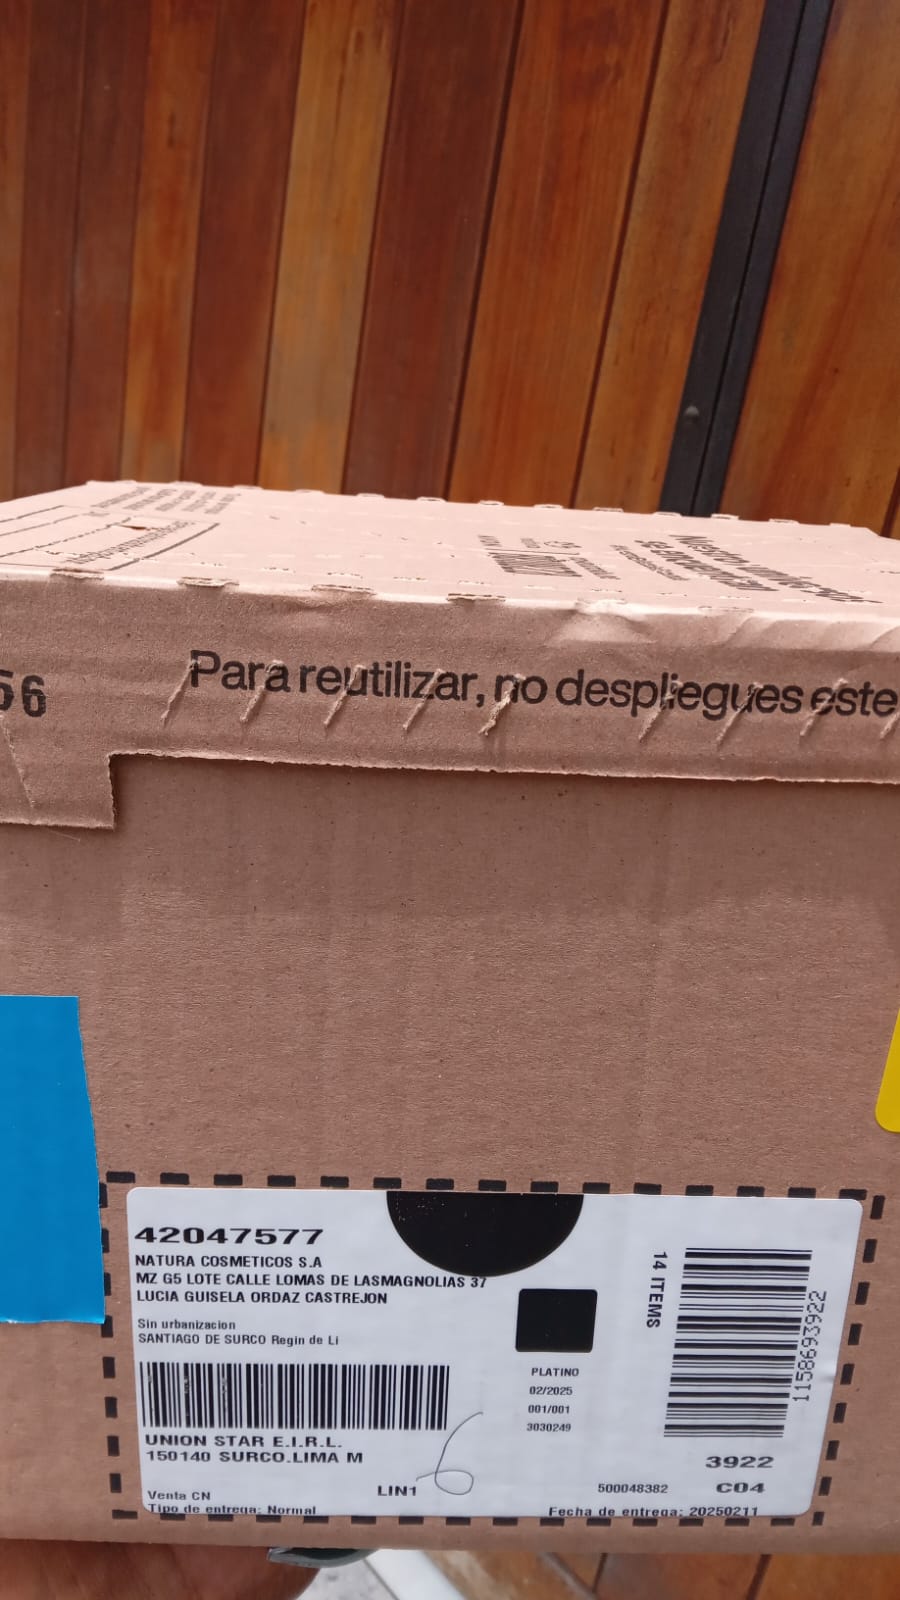 natura
56
Para reutilizar, no despliegues este
42047577
NATURA COSMETICOS S.A
MZ G5 LOTE CALLE LOMAS DE LASMAGNOLIAS 37
LUCIA GUISELA ORDAZ CASTREJON
Sin urbanizacion
SANTIAGO DE SURCO Regin de Li
UNION STAR E.I.R.L.
150140 SURCO.LIMA M
Venta CN
Tipo de entrega: Normal
LIN1
6
PLATINO
02/2025
001/001
3030249
14 ITEMS
1158693922
3922
500048382 C04
Fecha de entrega: 20250211